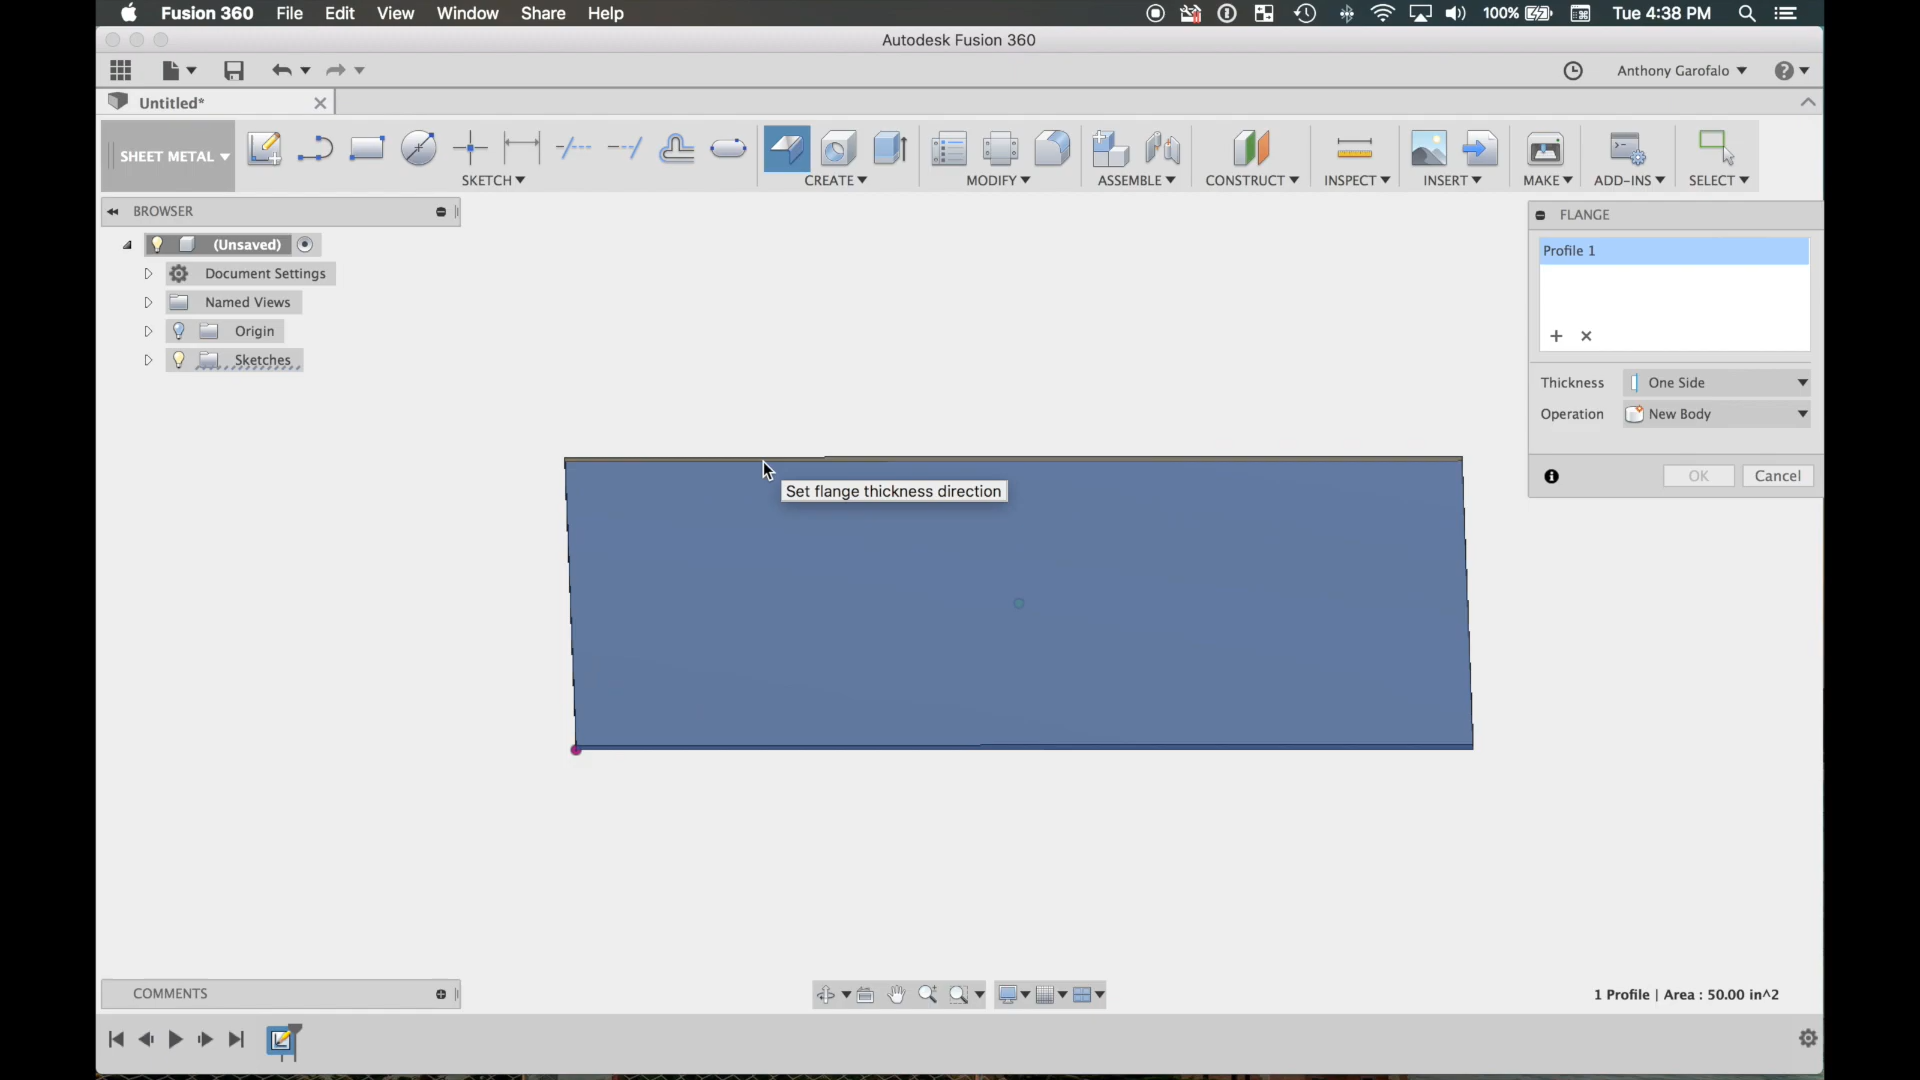 Fusion 360 File Edit View Window Share Help 100% Tue 4:38 PM
Autodesk Fusion 360
Anthony Garofalo
Untitled*
SHEET METAL
SKETCH CREATE MODIFY ASSEMBLE CONSTRUCT INSPECT INSERT MAKE ADD-INS SELECT
BROWSER
FLANGE
(Unsaved)
Profile 1
Document Settings
Named Views
Origin
Sketches
Thickness One Side
Operation New Body
OK Cancel
Set flange thickness direction
COMMENTS
1 Profile | Area : 50.00 in^2